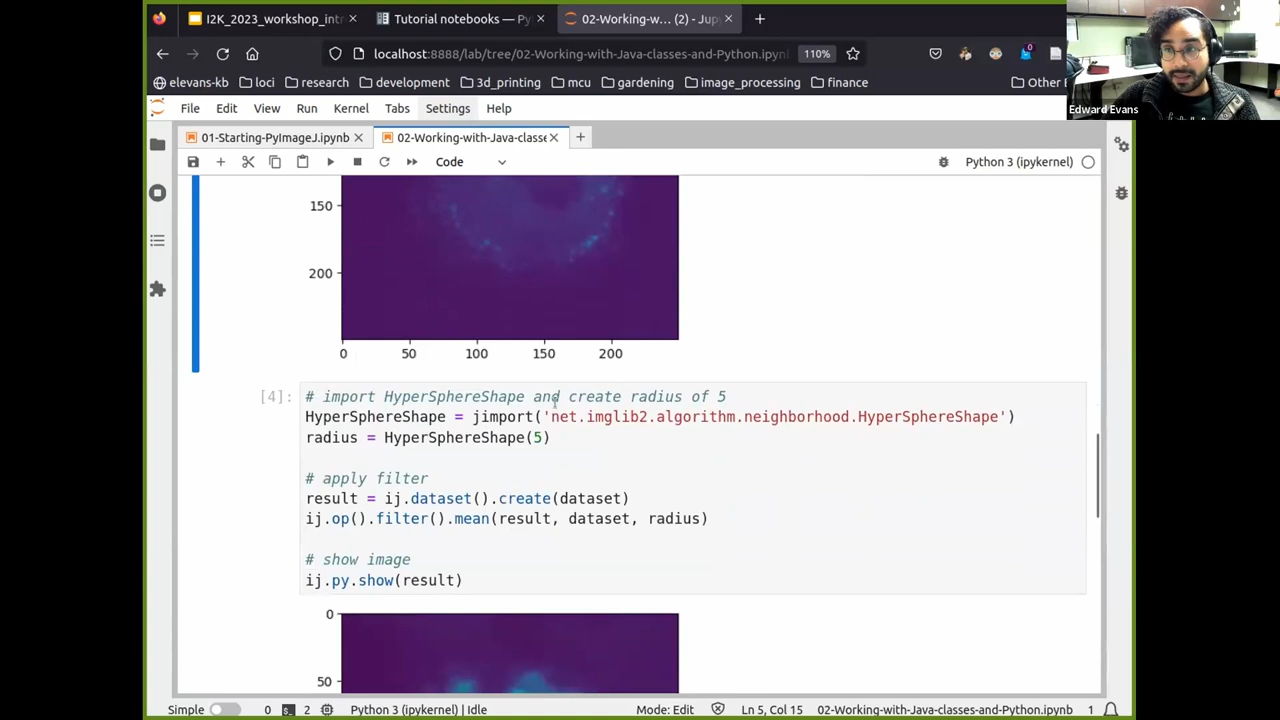 I2K_2023_workshop_int
Tutorial notebooks — Py
02-Working-w… (2) - Jup
localhost:8888/lab/tree/02-Working-with-Java-classes-and-Python.ipynb
110%
0
elevans-kb
loci
research
3d_printing
mcu
gardening
image_processing
finance
Other
Edward Evans
File Edit View Run Kernel Tabs Settings Help
01-Starting-PyImageJ.ipynb
02-Working-with-Java-classe
Code
Python 3 (ipykernel)
150
200
0 50 100 150 200
[4]:
# import HyperSphereShape and create radius of 5
HyperSphereShape = jimport('net.imglib2.algorithm.neighborhood.HyperSphereShape')
radius = HyperSphereShape(5)
# apply filter
result = ij.dataset().create(dataset)
ij.op().filter().mean(result, dataset, radius)
# show image
ij.py.show(result)
0
50
Simple 0 2 Python 3 (ipykernel) | Idle Mode: Edit Ln 5, Col 15 02-Working-with-Java-classes-and-Python.ipynb 1